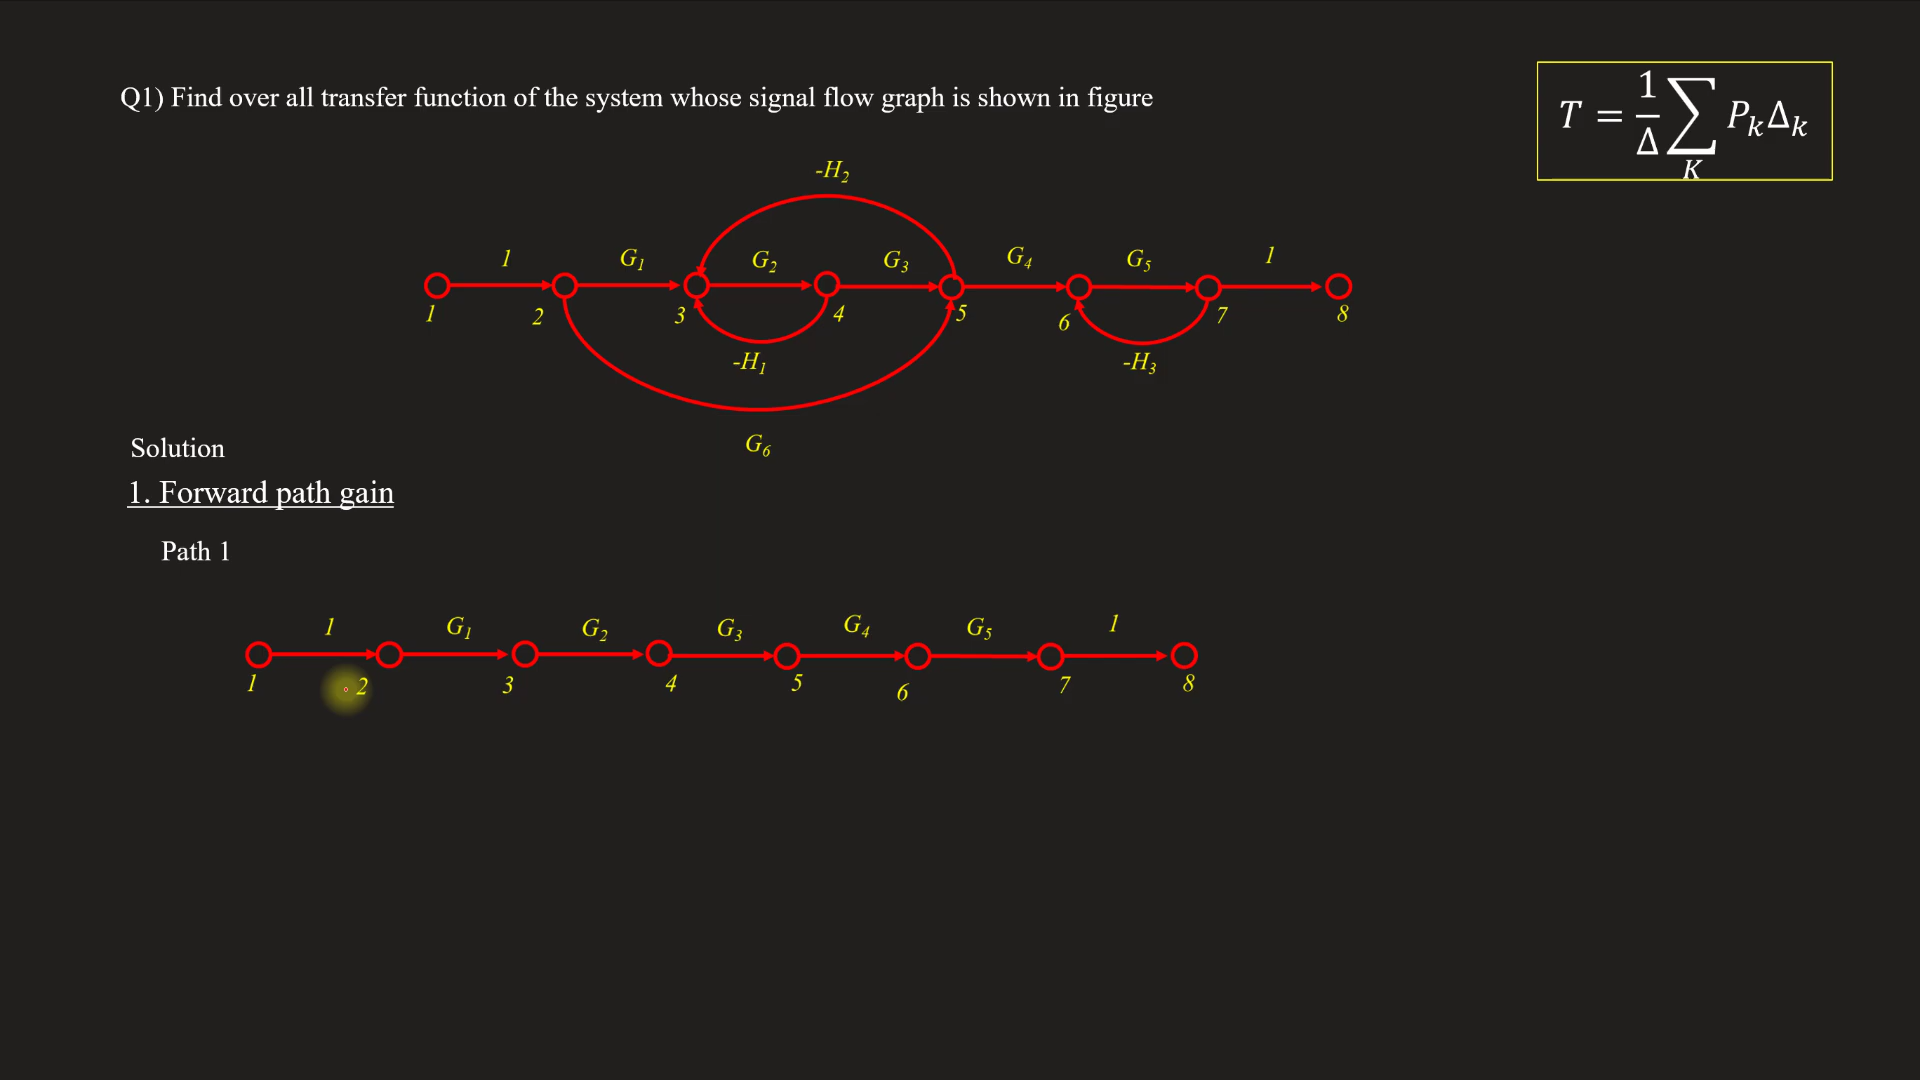 Q1) Find over all transfer function of the system whose signal flow graph is shown in figure
T = 1/Δ ∑ P_k Δ_k
K
-H₂
1 G₁ G₂ G₃ G₄ G₅ 1
1 2 3 4 5 6 7 8
-H₁ -H₃
G₆
Solution
1. Forward path gain
Path 1
1 G₁ G₂ G₃ G₄ G₅ 1
1 2 3 4 5 6 7 8